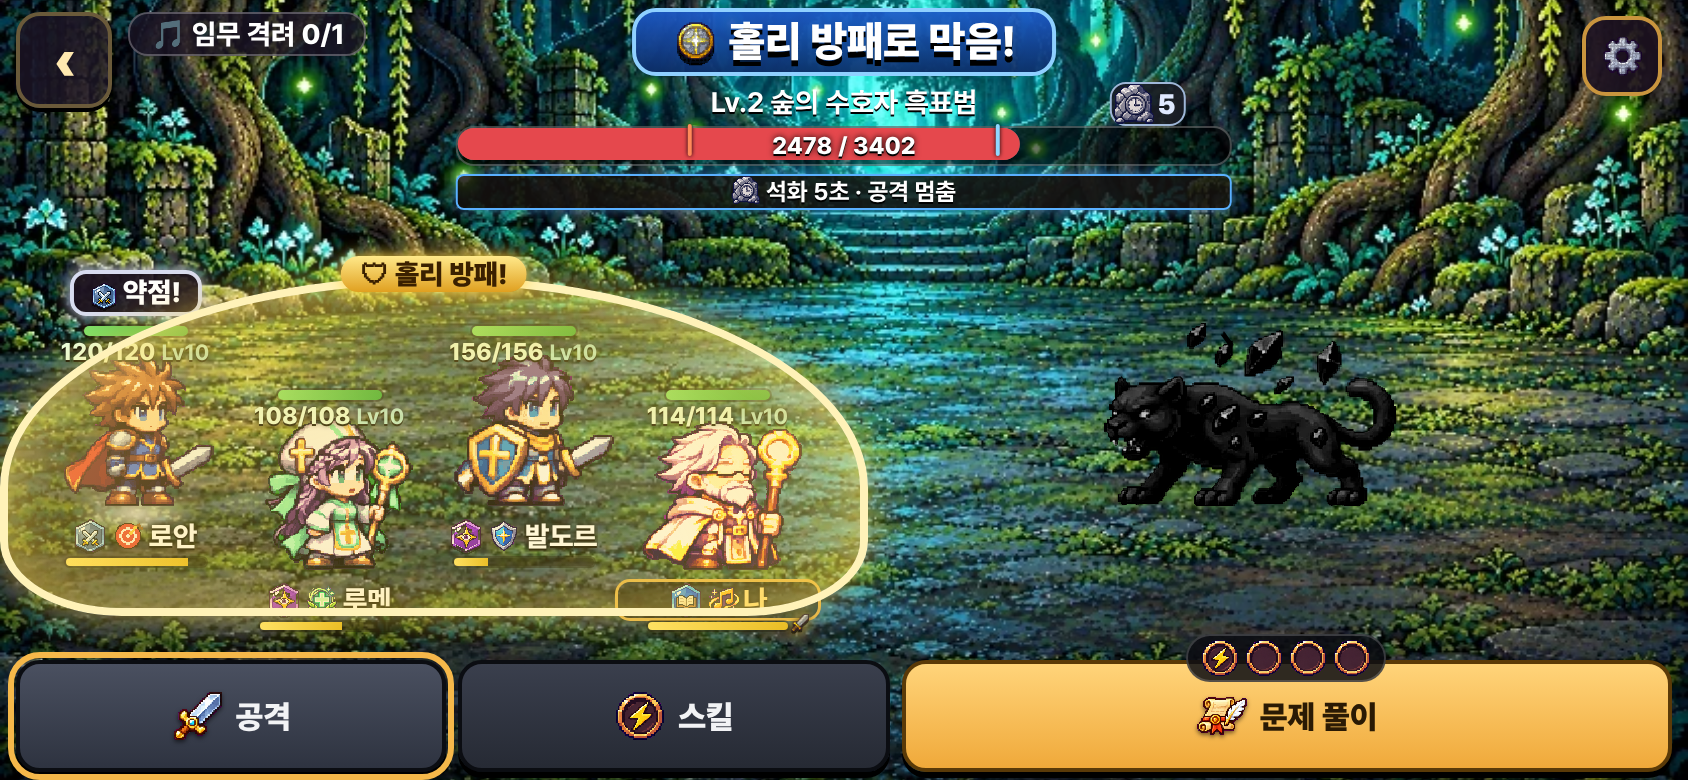 임무 격려 0/1
홀리 방패로 막음!
Lv.2 숲의 수호자 흑표범
5
2478 / 3402
석화 5초 · 공격 멈춤
홀리 방패!
약점!
120/120 Lv10
156/156 Lv10
108/108 Lv10
114/114 Lv10
로안
발도르
루멘
나
공격
스킬
문제 풀이